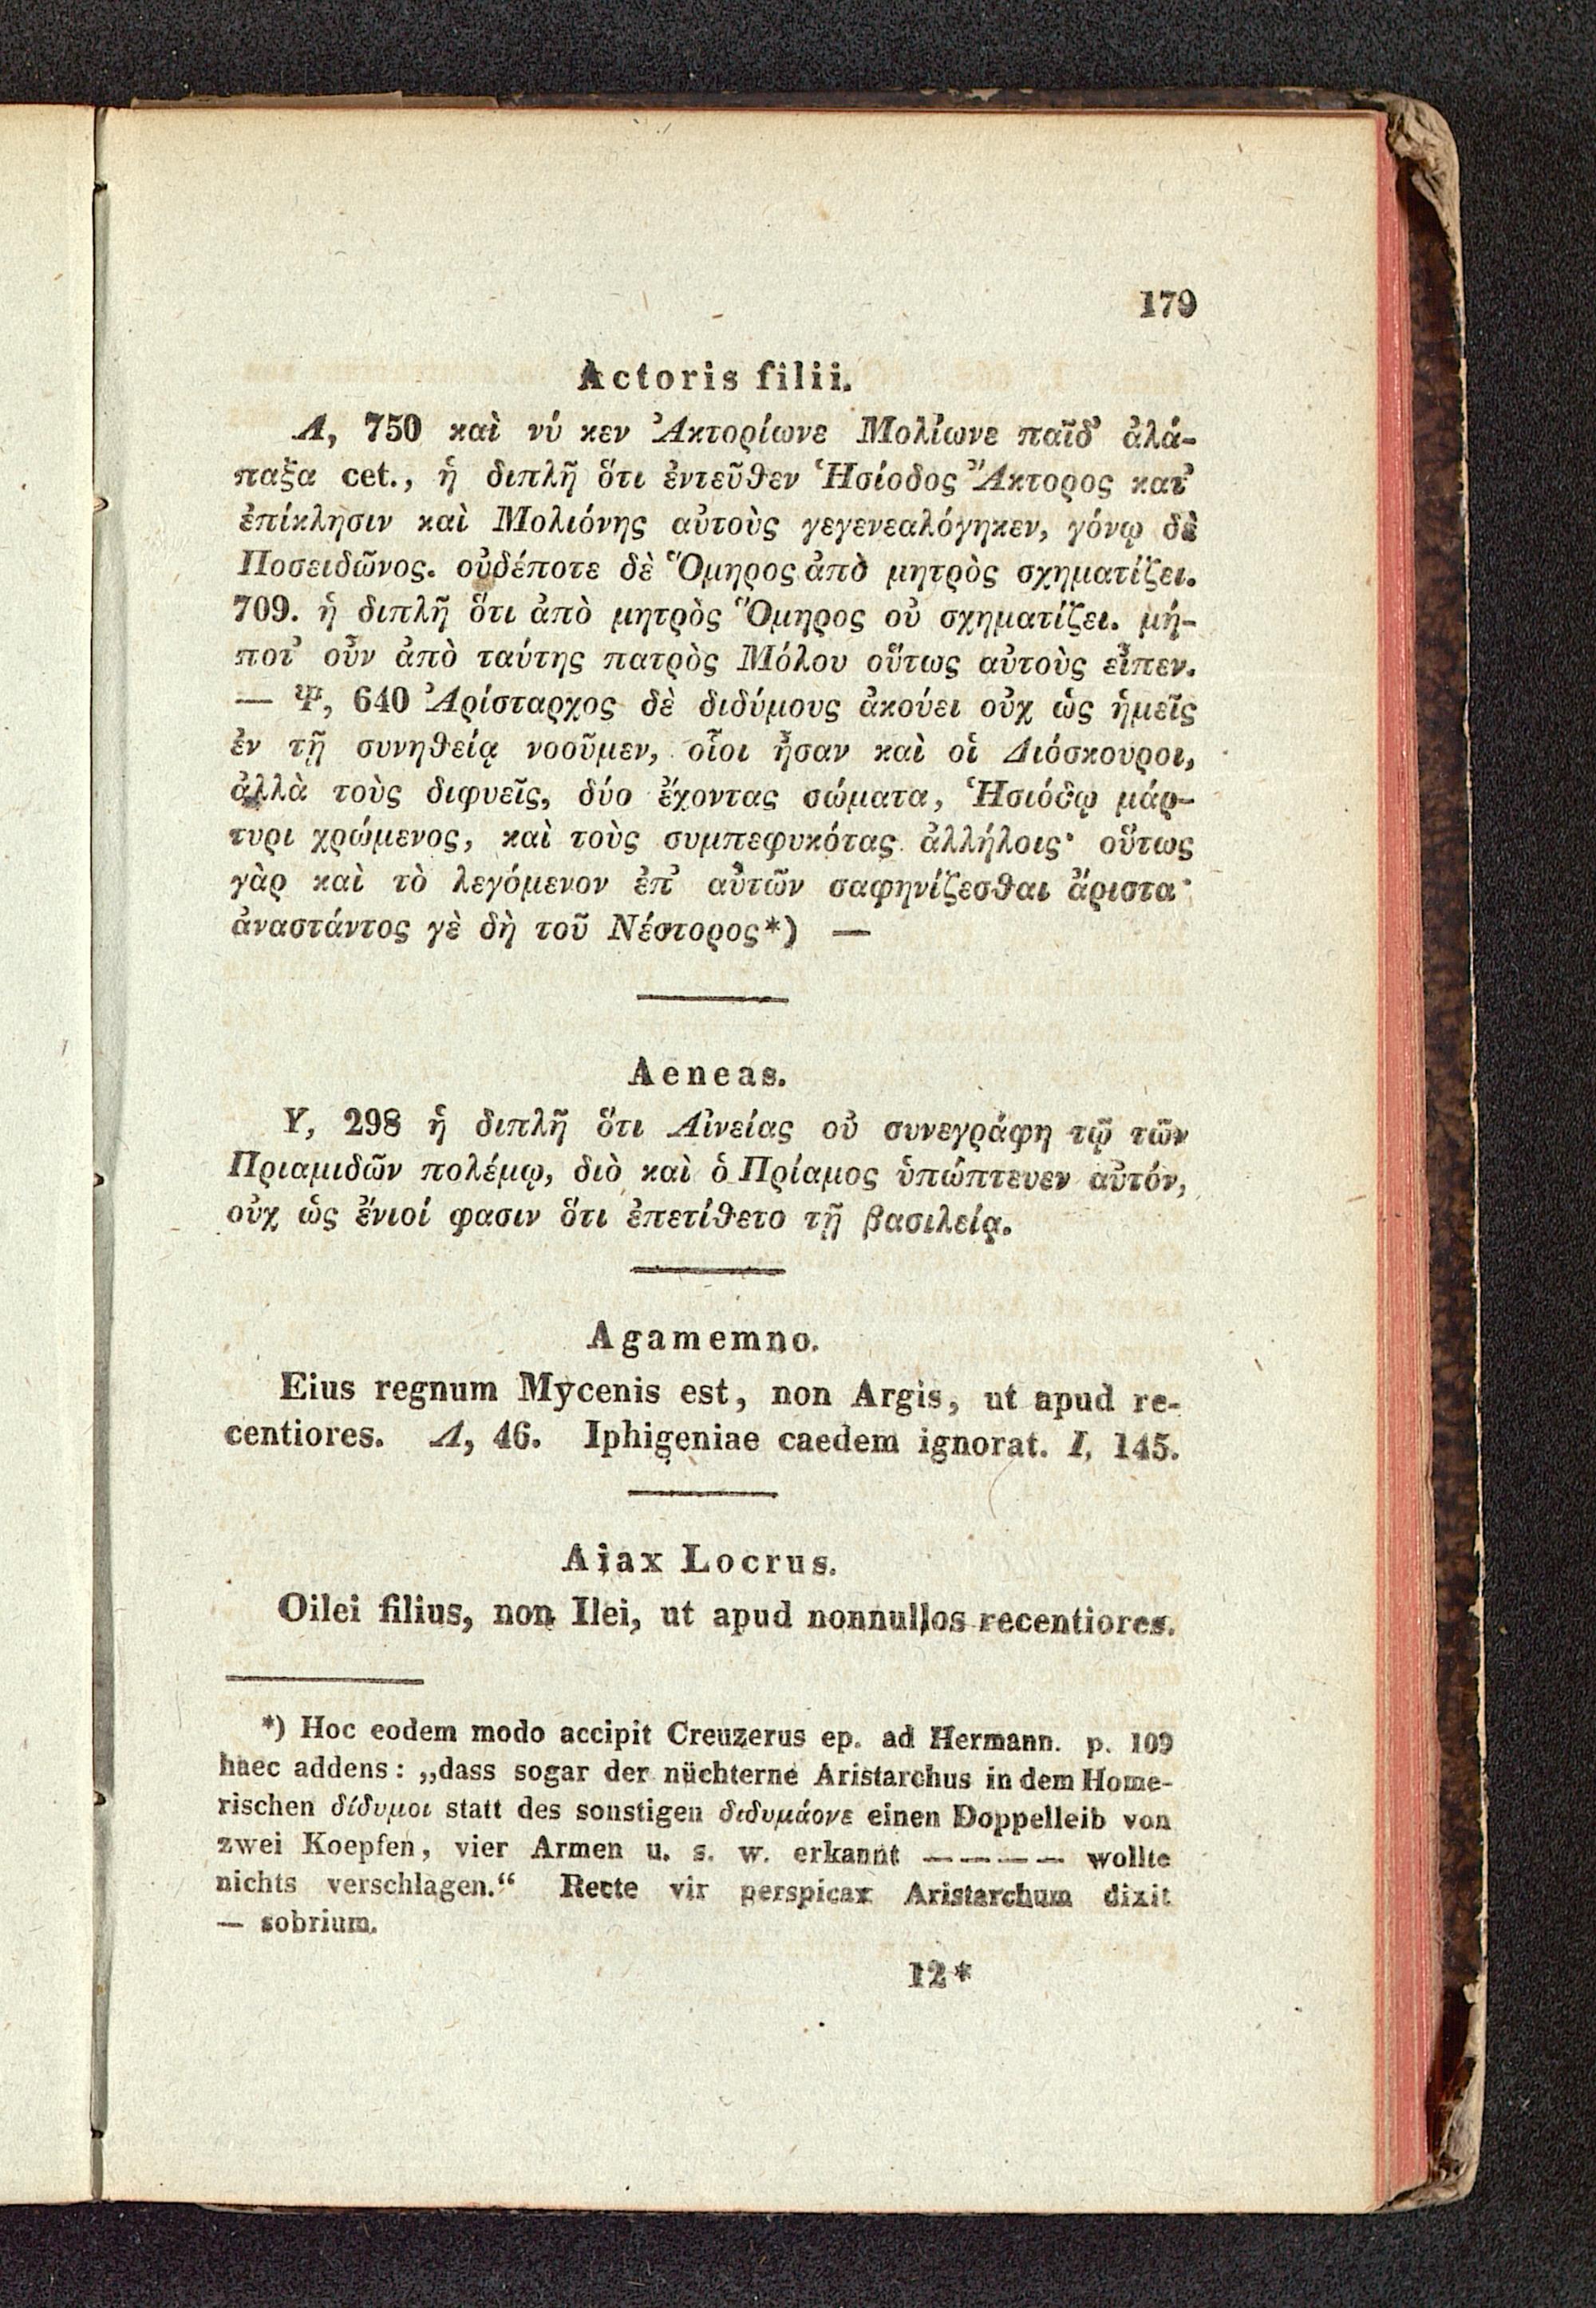 179
Actoris filii.
Λ, 750 καὶ νύ κεν Ἀκτορίωνε Μολίωνε παῖδ᾽ ἀλά-
παξα cet., ἡ διπλῆ ὅτι ἐντεῦθεν Ἡσίοδος Ἄκτορος κατ᾽
ἐπίκλησιν καὶ Μολιόνης αὐτοὺς γεγενεαλόγηκεν, γόνῳ δὲ
Ποσειδῶνος. οὐδέποτε δὲ Ὅμηρος ἀπὸ μητρὸς σχηματίζει.
709. ἡ διπλῆ ὅτι ἀπὸ μητρὸς Ὅμηρος οὐ σχηματίζει. μή-
ποτ᾽ οὖν ἀπὸ ταύτης πατρὸς Μόλου οὕτως αὐτοὺς εἶπεν.
— Ψ, 640 Ἀρίσταρχος δὲ διδύμους ἀκούει οὐχ ὡς ἡμεῖς
ἐν τῇ συνηθείᾳ νοοῦμεν, οἷοι ἦσαν καὶ οἱ Διόσκουροι,
ἀλλὰ τοὺς διφυεῖς, δύο ἔχοντας σώματα, Ἡσιόδῳ μάρ-
τυρι χρώμενος, καὶ τοὺς συμπεφυκότας ἀλλήλοις· οὕτως
γὰρ καὶ τὸ λεγόμενον ἐπ᾽ αὐτῶν σαφηνίζεσθαι ἄριστα·
ἀναστάντος γὲ δὴ τοῦ Νέστορος*) —
Aeneas.
Υ, 298 ἡ διπλῆ ὅτι Αἰνείας οὐ συνεγράφη τῷ τῶν
Πριαμιδῶν πολέμῳ, διὸ καὶ ὁ Πρίαμος ὑπώπτευεν αὐτόν,
οὐχ ὡς ἔνιοί φασιν ὅτι ἐπετίθετο τῇ βασιλείᾳ.
Agamemno.
Eius regnum Mycenis est, non Argis, ut apud re-
centiores. Λ, 46. Iphigeniae caedem ignorat. I, 145.
Aiax Locrus.
Oilei filius, non Ilei, ut apud nonnullos recentiores.
*) Hoc eodem modo accipit Creuzerus ep. ad Hermann. p. 109
haec addens: „dass sogar der nüchterne Aristarchus in dem Home-
rischen δίδυμοι statt des sonstigen διδυμάονε einen Doppelleib von
zwei Koepfen, vier Armen u. s. w. erkannt — — — — wollte
nichts verschlagen.“ Recte vir perspicax Aristarchum dixit
— sobrium.
12*